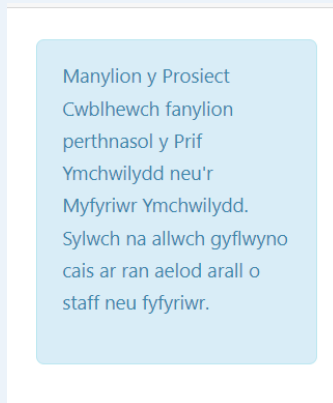 Manylion y Prosiect
Cwblhewch fanylion
perthnasol y Prif
Ymchwilydd neu'r
Myfyriwr Ymchwilydd.
Sylwch na allwch gyflwyno
cais ar ran aelod arall o
staff neu fyfyriwr.